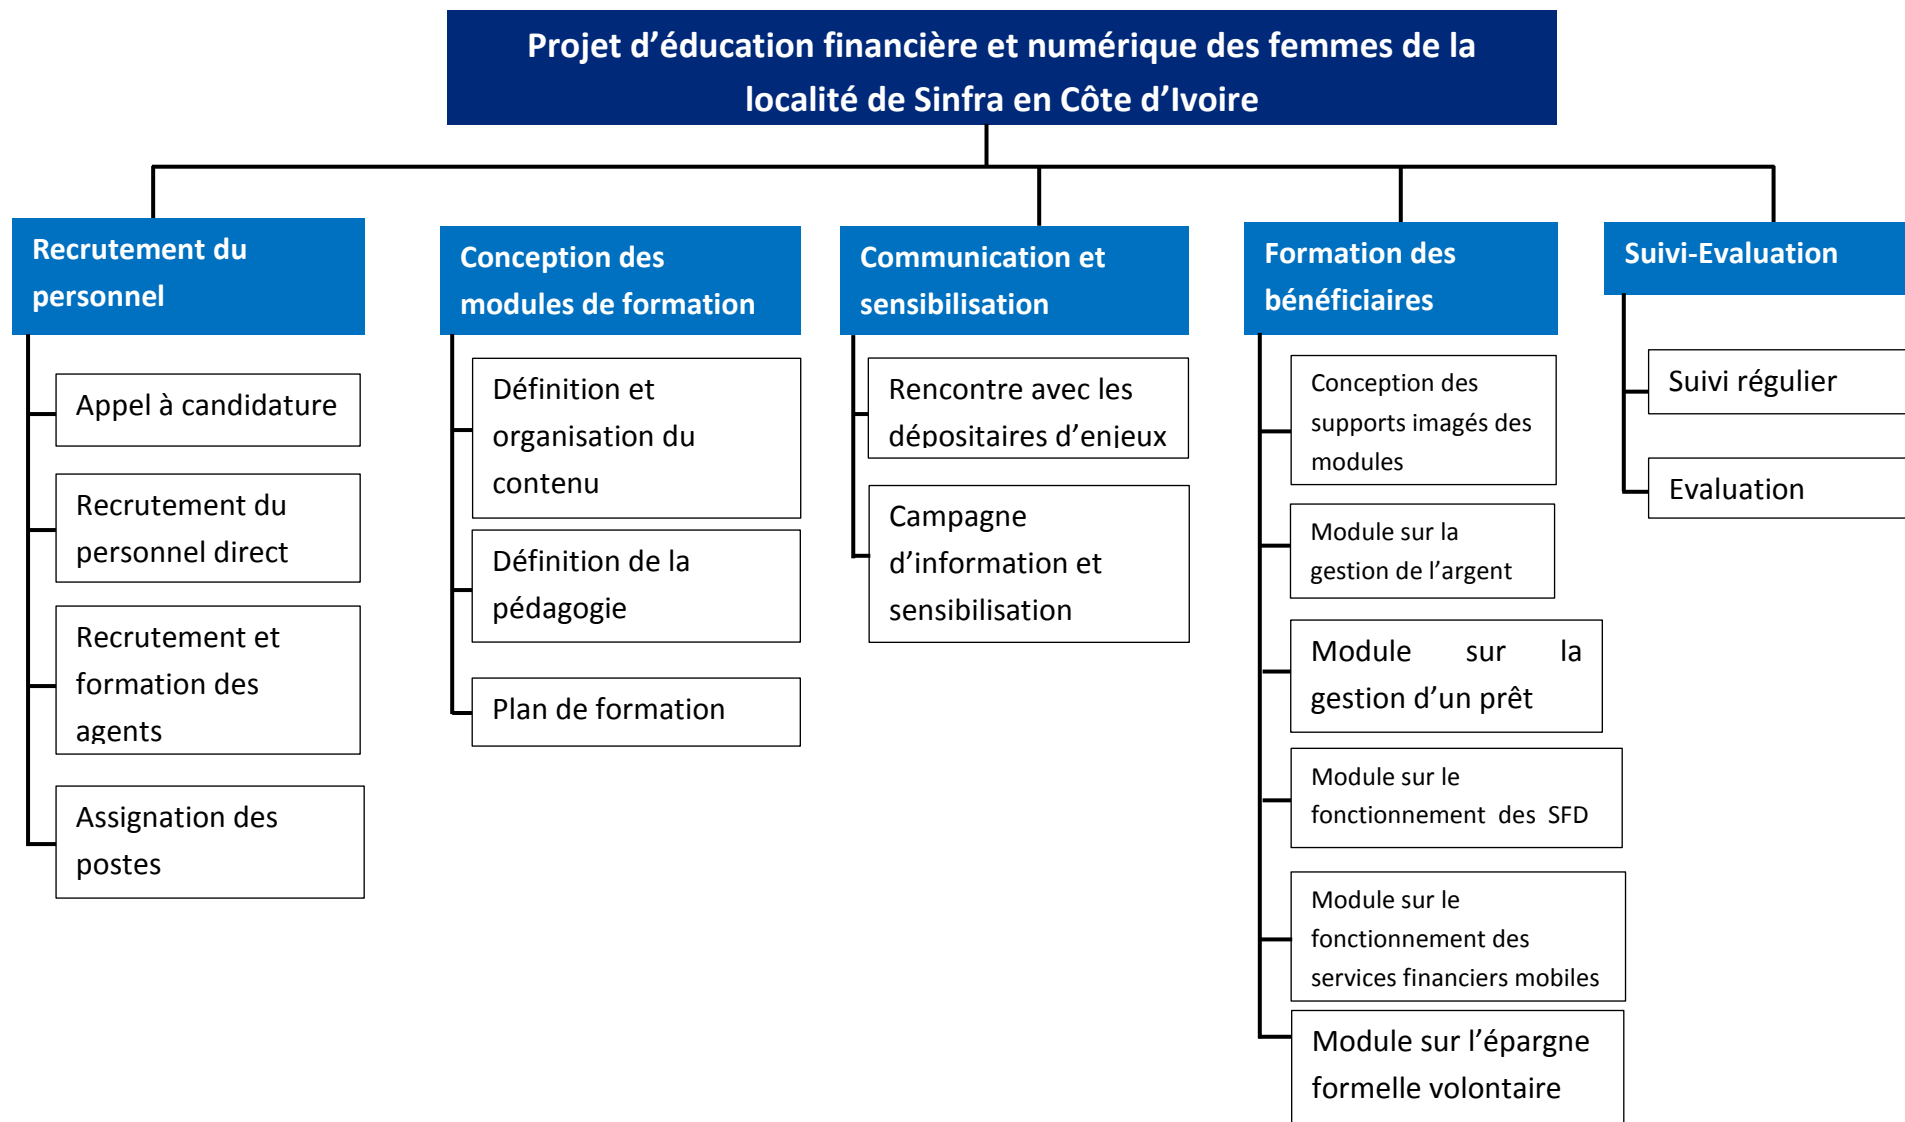 Projet d’éducation financière et numérique des femmes de la
localité de Sinfra en Côte d’Ivoire
Recrutement du
personnel
Appel à candidature
Recrutement du
personnel direct
Recrutement et
formation des
agents
Assignation des
postes
Conception des
modules de formation
Définition et
organisation du
contenu
Définition de la
pédagogie
Plan de formation
Communication et
sensibilisation
Rencontre avec les
dépositaires d’enjeux
Campagne
d’information et
sensibilisation
Formation des
bénéficiaires
Conception des
supports imagés des
modules
Module sur la
gestion de l’argent
Module sur la
gestion d’un prêt
Module sur le
fonctionnement des SFD
Module sur le
fonctionnement des
services financiers mobiles
Module sur l’épargne
formelle volontaire
Suivi-Evaluation
Suivi régulier
Evaluation